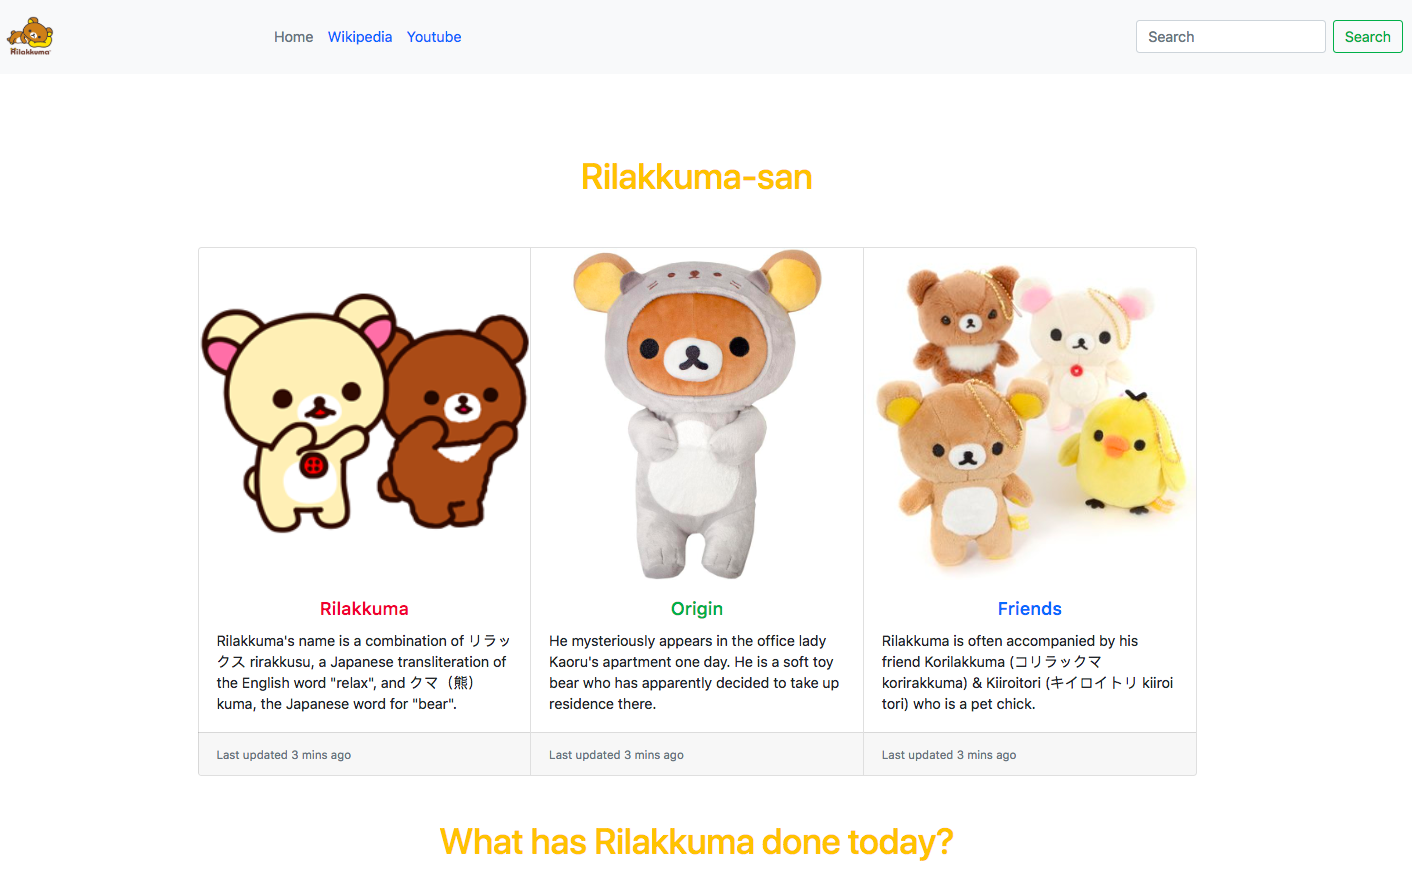 Rilakkuma
Home Wikipedia Youtube
Search Search
Rilakkuma-san
Rilakkuma
Rilakkuma's name is a combination of リラッ
クス rirakkusu, a Japanese transliteration of
the English word "relax", and クマ（熊）
kuma, the Japanese word for "bear".
Last updated 3 mins ago
Origin
He mysteriously appears in the office lady
Kaoru's apartment one day. He is a soft toy
bear who has apparently decided to take up
residence there.
Last updated 3 mins ago
Friends
Rilakkuma is often accompanied by his
friend Korilakkuma (コリラックマ
korirakkuma) & Kiiroitori (キイロイトリ kiiroi
tori) who is a pet chick.
Last updated 3 mins ago
What has Rilakkuma done today?